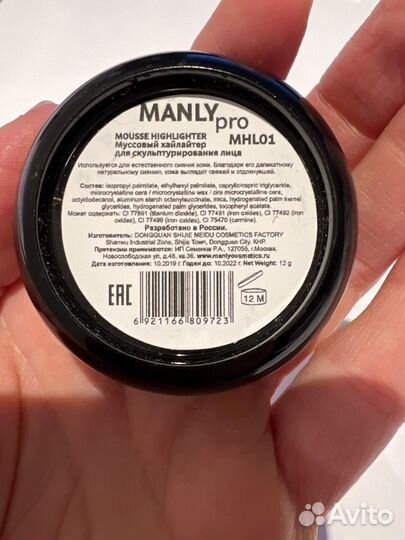 MANLY pro
MOUSSE HIGHLIGHTER MHL01
Муссовый хайлайтер
для скульптурирования лица
Используется для естественного сияния кожи. Благодаря его деликатному
натуральному сиянию, кожа выглядит свежей и отдохнувшей.
Состав: isopropyl palmitate, ethylhexyl palmitate, caprylic/capric triglyceride,
microcrystalline cera / microcrystalline wax / cire microcrystalline cera,
octyldodecanol, aluminum starch octenylsuccinate, mica, hydrogenated palm kernel
glycerides, hydrogenated palm glycerides, tocopheryl acetate.
Может содержать: CI 77891 (titanium dioxide), CI 77491 (iron oxides), CI 77492 (iron
oxides), CI 77499 (iron oxides), CI 75470 (carmine).
Разработано в России.
Изготовитель: DONGGUAN SHIJIE MEIDU COSMETICS FACTORY
Shenwu Industrial Zone, Shijie Town, Dongguan City, КНР.
Претензии принимаются: ИП Семанов Р.А., 127055, г.Москва,
Новослободская ул., д.46, кв.36. www.manlycosmetics.ru
Изготовлено: 10.2019 г. Годен до: 10.2022 г. Net Weight: 12 g
EAC
12 M
6 921166 809723
Avito